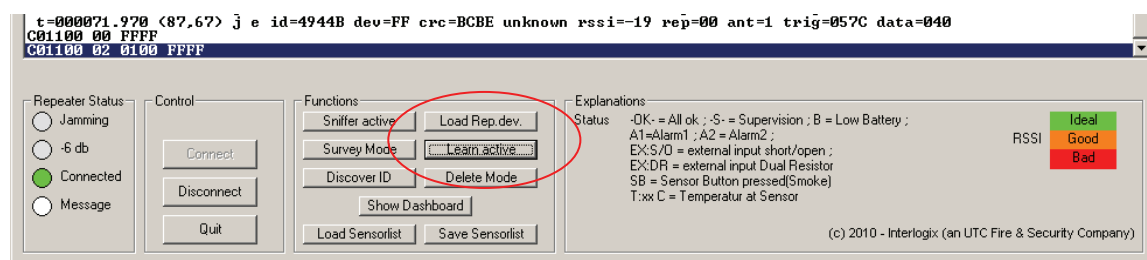 t=000071.970 (87,67) j e id=4944B dev=FF crc=BCBE unknown rssi=-19 rep=00 ant=1 trig=057C data=040
C01100 00 FFFF
C01100 02 0100 FFFF
Repeater Status
Jamming
-6 db
Connected
Message
Control
Connect
Disconnect
Quit
Functions
Sniffer active
Load Rep.dev.
Survey Mode
Learn active
Discover ID
Delete Mode
Show Dashboard
Load Sensorlist
Save Sensorlist
Explanations
Status -OK- = All ok ; -S- = Supervision ; B = Low Battery ;
A1=Alarm1 ; A2 = Alarm2 ;
EX:S/O = external input short/open ;
EX:DR = external input Dual Resistor
SB = Sensor Button pressed(Smoke)
T:xx C = Temperatur at Sensor
RSSI
Ideal
Good
Bad
(c) 2010 - Interlogix (an UTC Fire & Security Company)